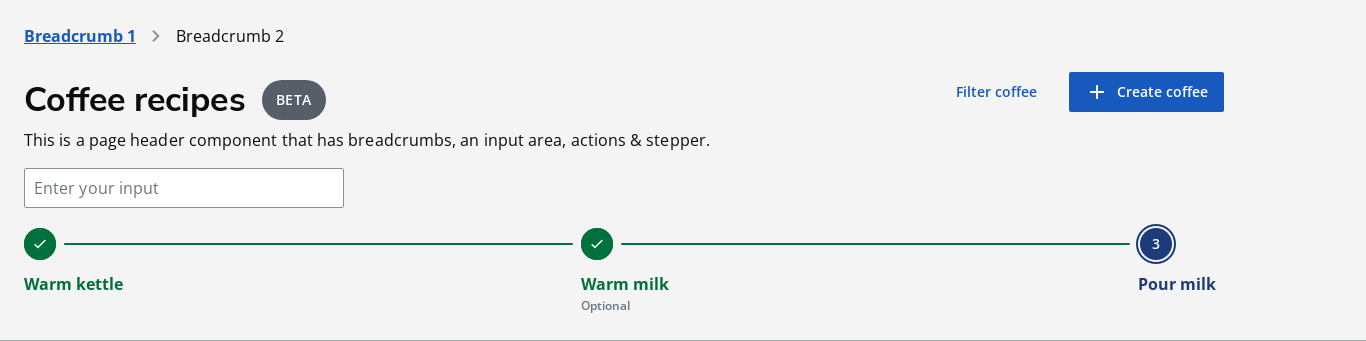 Breadcrumb 1 Breadcrumb 2
Coffee recipes BETA
Filter coffee Create coffee
This is a page header component that has breadcrumbs, an input area, actions & stepper.
Enter your input
3
Warm kettle Warm milk Pour milk
Optional